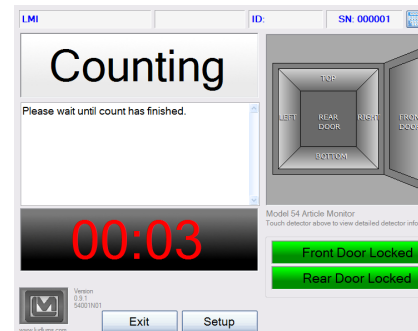 LMI
ID:
SN: 000001
Counting
Please wait until count has finished.
00:03
TOP
LEFT
REAR
DOOR
RIGHT
FRON
DOO
BOTTOM
Model 54 Article Monitor
Touch detector above to view detailed detector info
Front Door Locked
Rear Door Locked
Version
0.9.1
54001N01
Exit
Setup